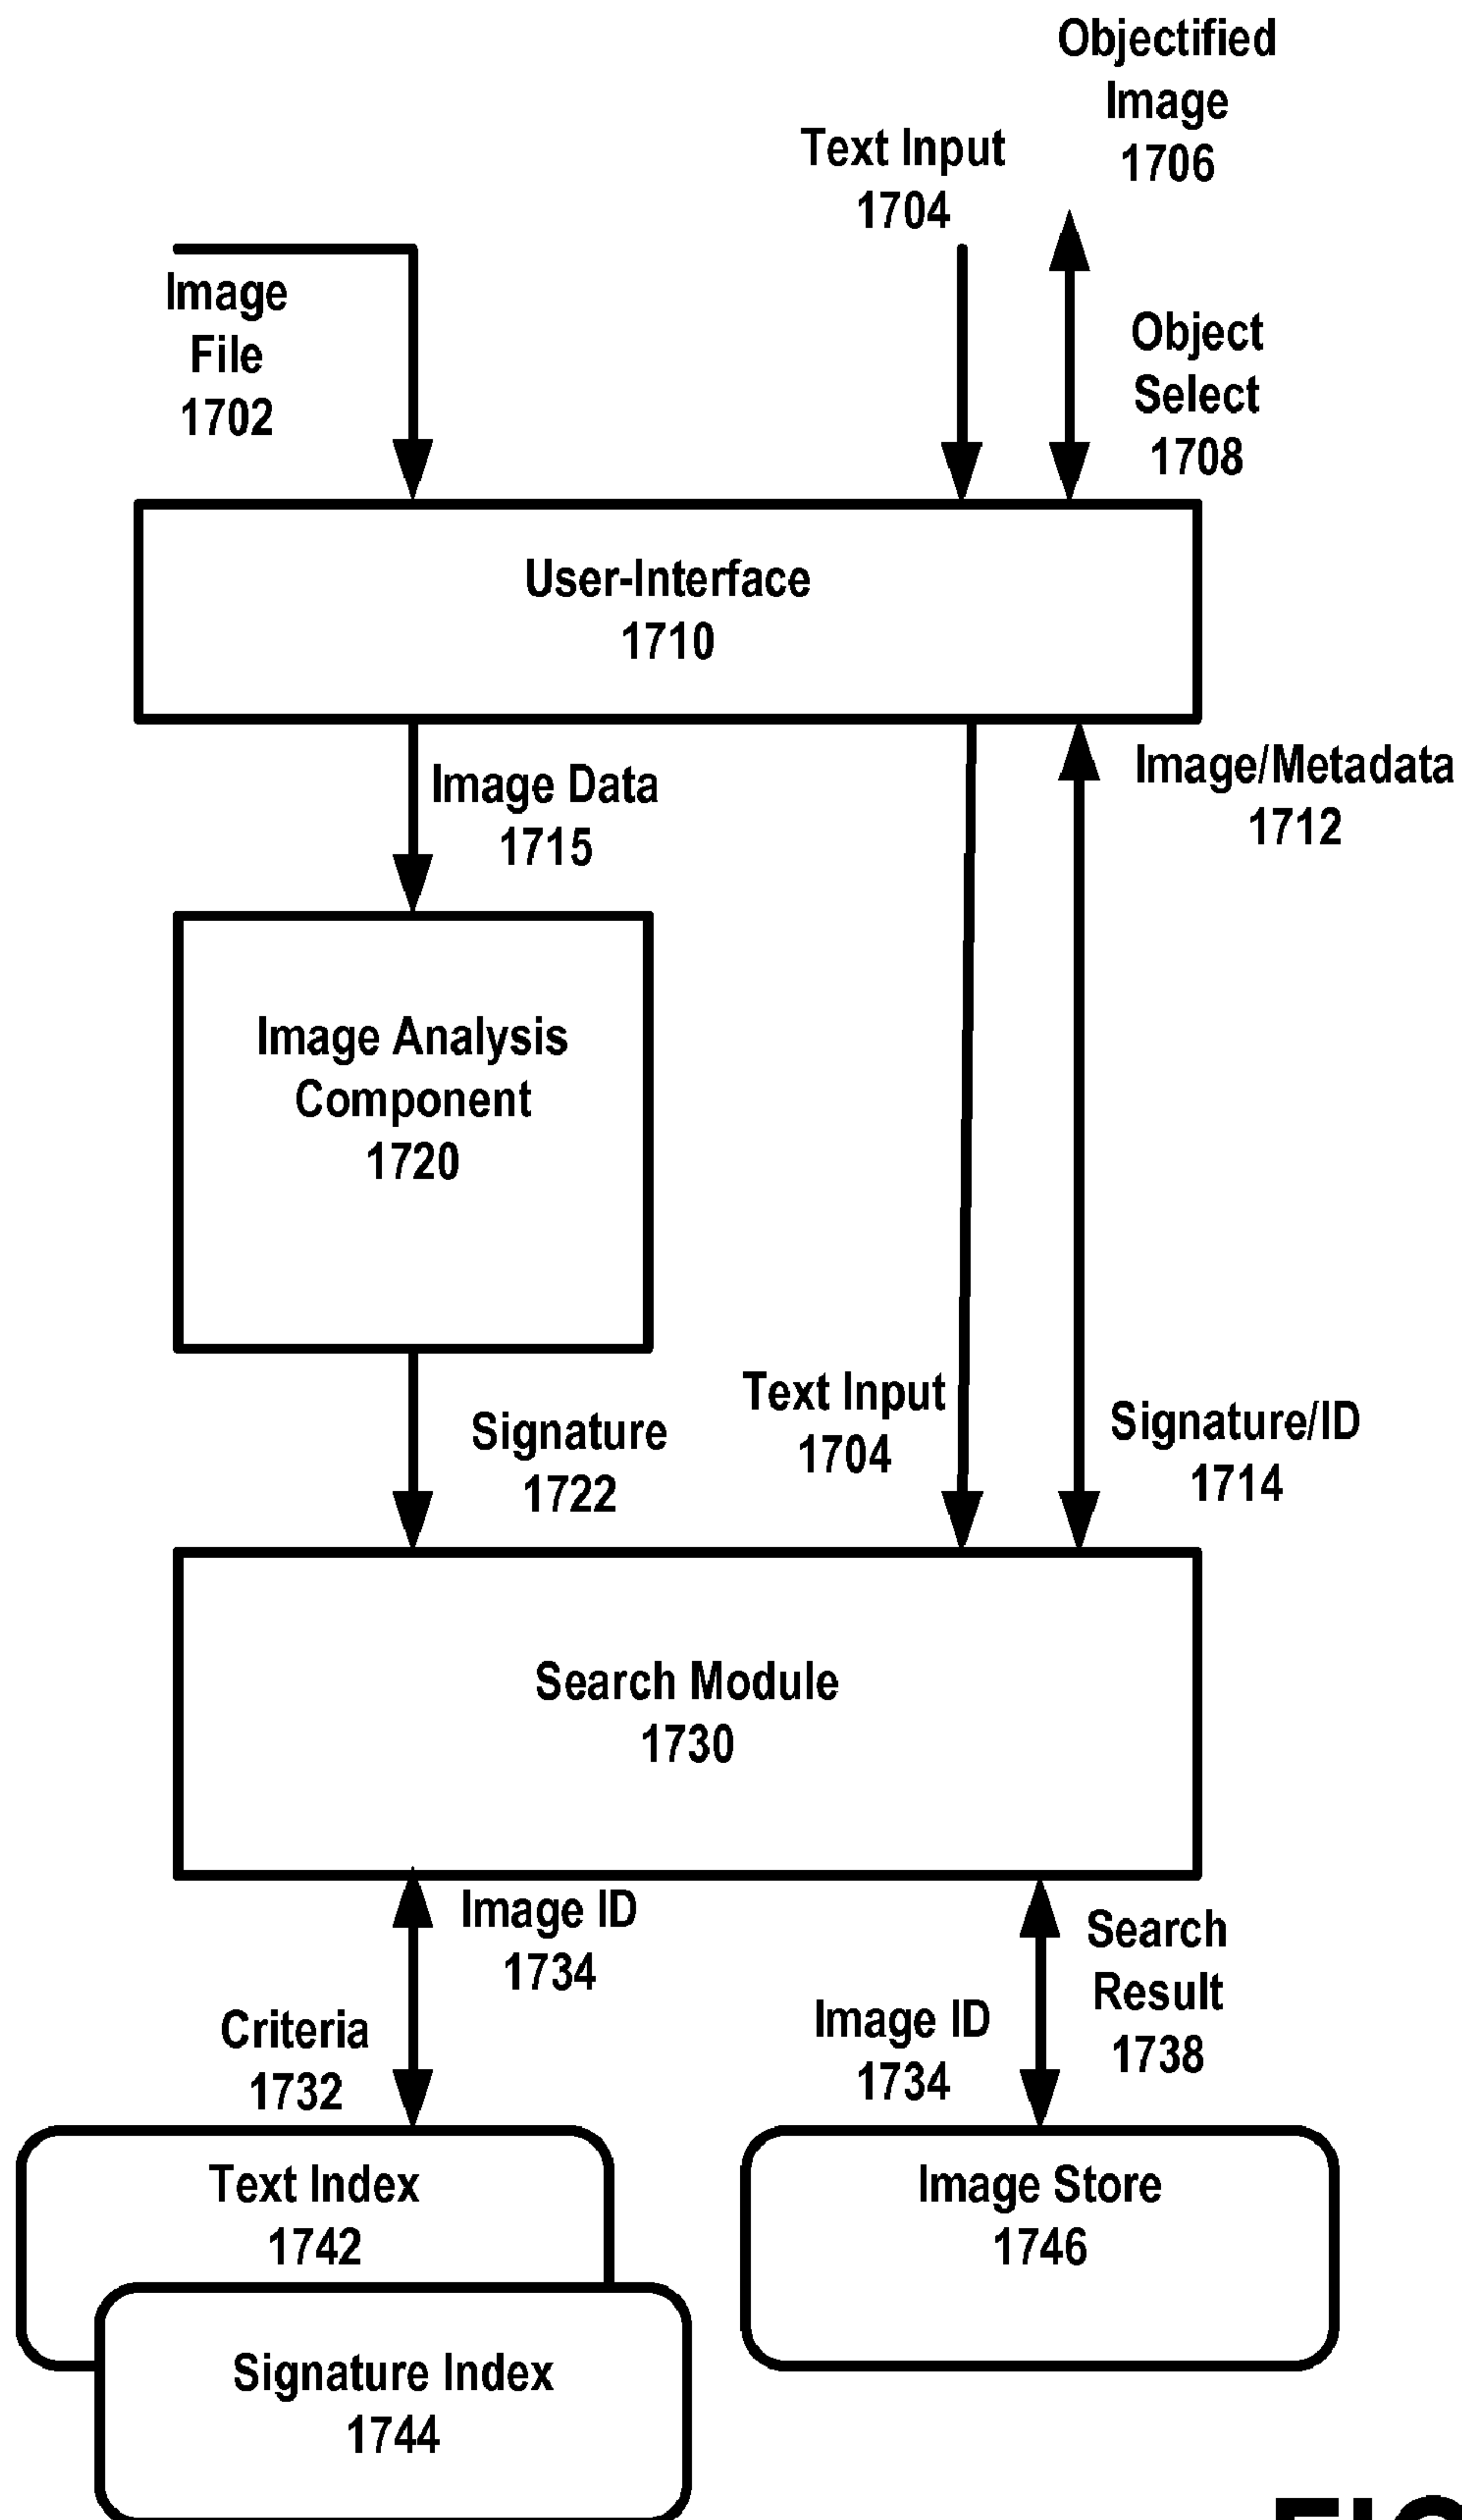 Objectified
Image
1706
Text Input
1704
Image
File
1702
Object
Select
1708
User-Interface
1710
Image Data
1715
Image/Metadata
1712
Image Analysis
Component
1720
Text Input
1704
Signature/ID
1714
Signature
1722
Search Module
1730
Image ID
1734
Search
Result
1738
Criteria
1732
Image ID
1734
Text Index
1742
Image Store
1746
Signature Index
1744